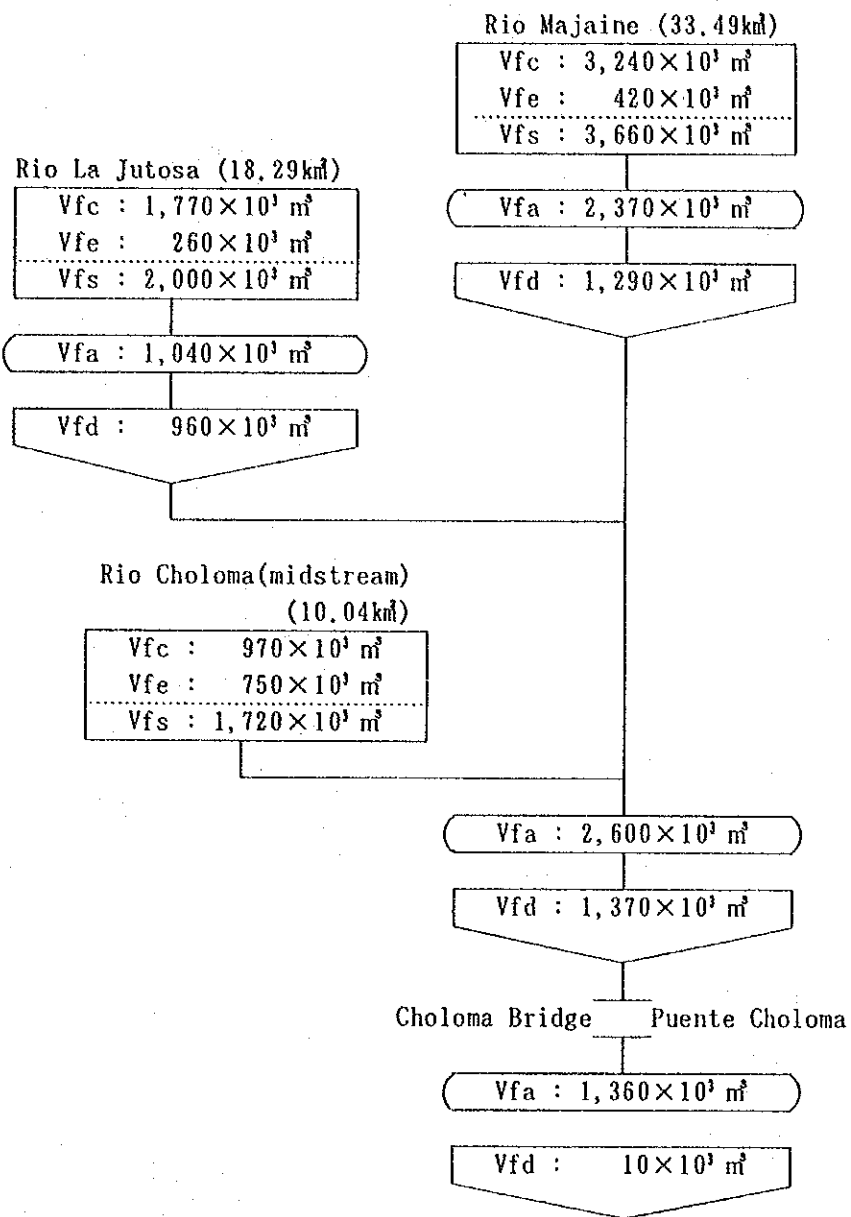 Rio Majaine (33.49km²)
Vfc : 3,240×10³ m³
Vfe : 420×10³ m³
Vfs : 3,660×10³ m³
Vfa : 2,370×10³ m³
Vfd : 1,290×10³ m³
Rio La Jutosa (18.29km²)
Vfc : 1,770×10³ m³
Vfe : 260×10³ m³
Vfs : 2,000×10³ m³
Vfa : 1,040×10³ m³
Vfd : 960×10³ m³
Rio Choloma(midstream)
(10.04km²)
Vfc : 970×10³ m³
Vfe : 750×10³ m³
Vfs : 1,720×10³ m³
Vfa : 2,600×10³ m³
Vfd : 1,370×10³ m³
Choloma Bridge Puente Choloma
Vfa : 1,360×10³ m³
Vfd : 10×10³ m³